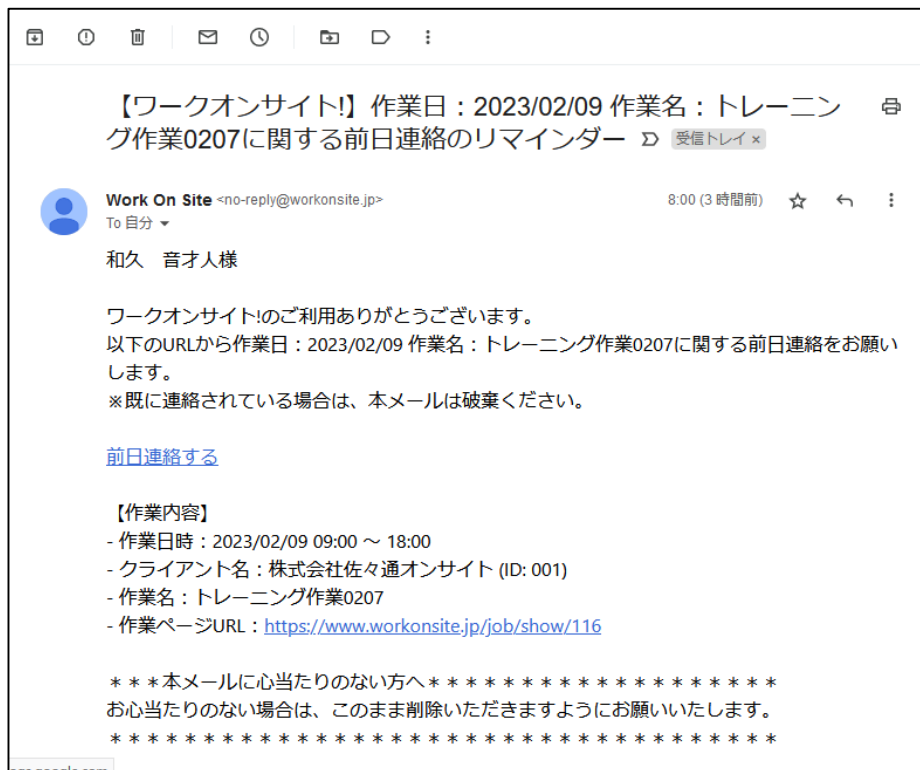 【ワークオンサイト!】作業日：2023/02/09 作業名：トレーニン
グ作業0207に関する前日連絡のリマインダー 受信トレイ ×
Work On Site <no-reply@workonsite.jp> 8:00 (3 時間前)
To 自分
和久　音才人様
ワークオンサイト!のご利用ありがとうございます。
以下のURLから作業日：2023/02/09 作業名：トレーニング作業0207に関する前日連絡をお願い
します。
※既に連絡されている場合は、本メールは破棄ください。
前日連絡する
【作業内容】
- 作業日時：2023/02/09 09:00 ～ 18:00
- クライアント名：株式会社佐々通オンサイト (ID: 001)
- 作業名：トレーニング作業0207
- 作業ページURL：https://www.workonsite.jp/job/show/116
＊＊＊本メールに心当たりのない方へ＊＊＊＊＊＊＊＊＊＊＊＊＊＊＊＊＊＊＊
お心当たりのない場合は、このまま削除いただきますようにお願いいたします。
＊＊＊＊＊＊＊＊＊＊＊＊＊＊＊＊＊＊＊＊＊＊＊＊＊＊＊＊＊＊＊＊＊＊＊＊